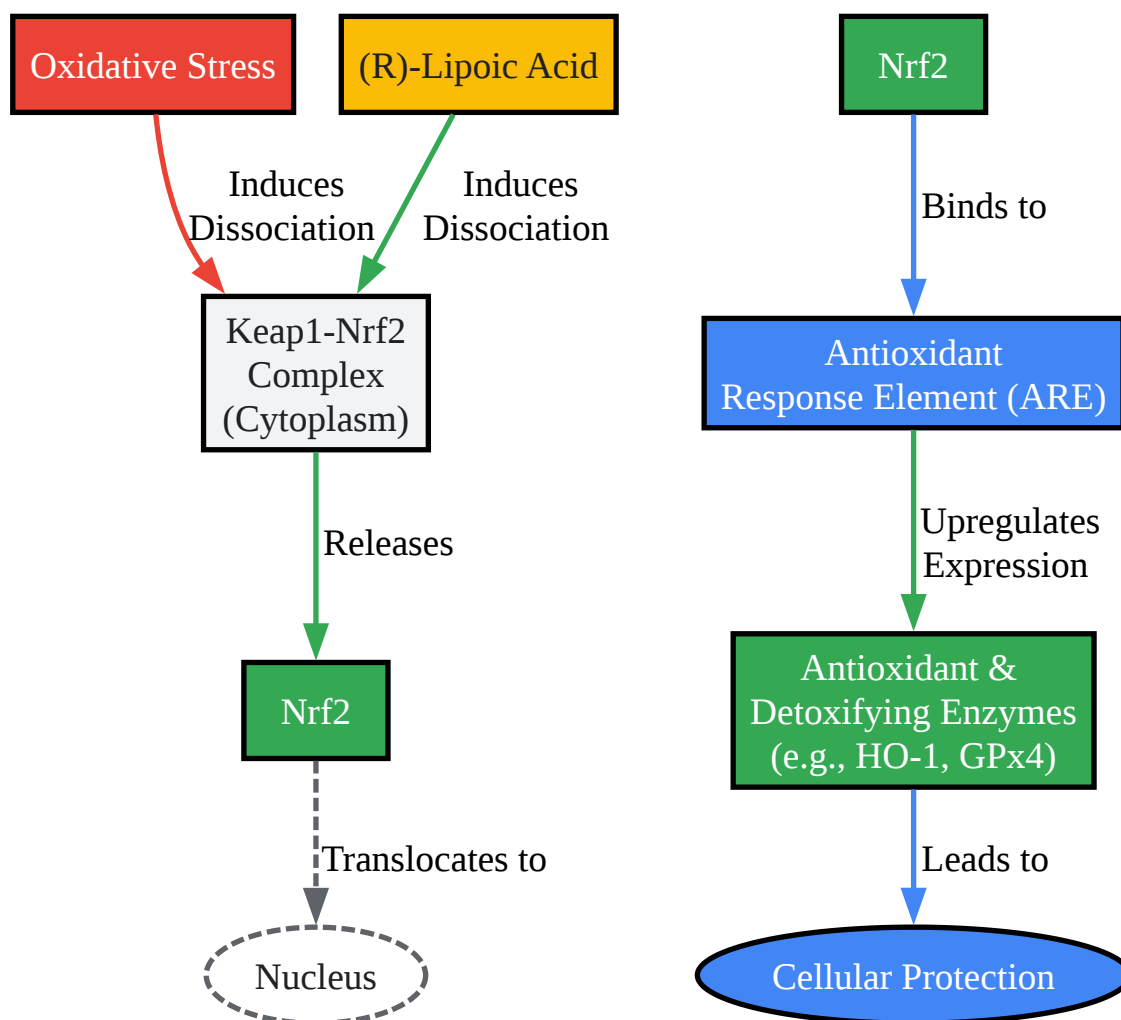 Oxidative Stress
(R)-Lipoic Acid
Induces
Dissociation
Induces
Dissociation
Keap1-Nrf2
Complex
(Cytoplasm)
Releases
Nrf2
Translocates to
Nucleus
Nrf2
Binds to
Antioxidant
Response Element (ARE)
Upregulates
Expression
Antioxidant &
Detoxifying Enzymes
(e.g., HO-1, GPx4)
Leads to
Cellular Protection